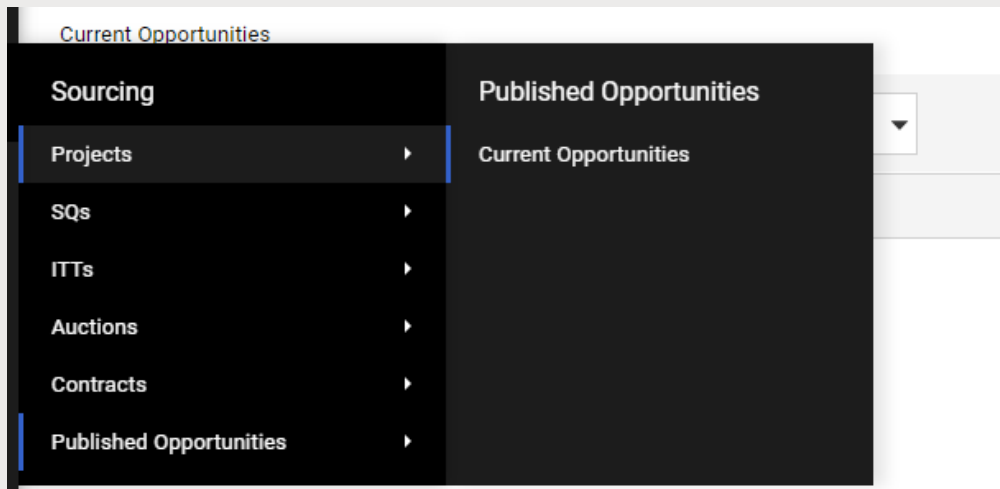 Current Opportunities
Sourcing
Projects
SQs
ITTs
Auctions
Contracts
Published Opportunities
Published Opportunities
Current Opportunities